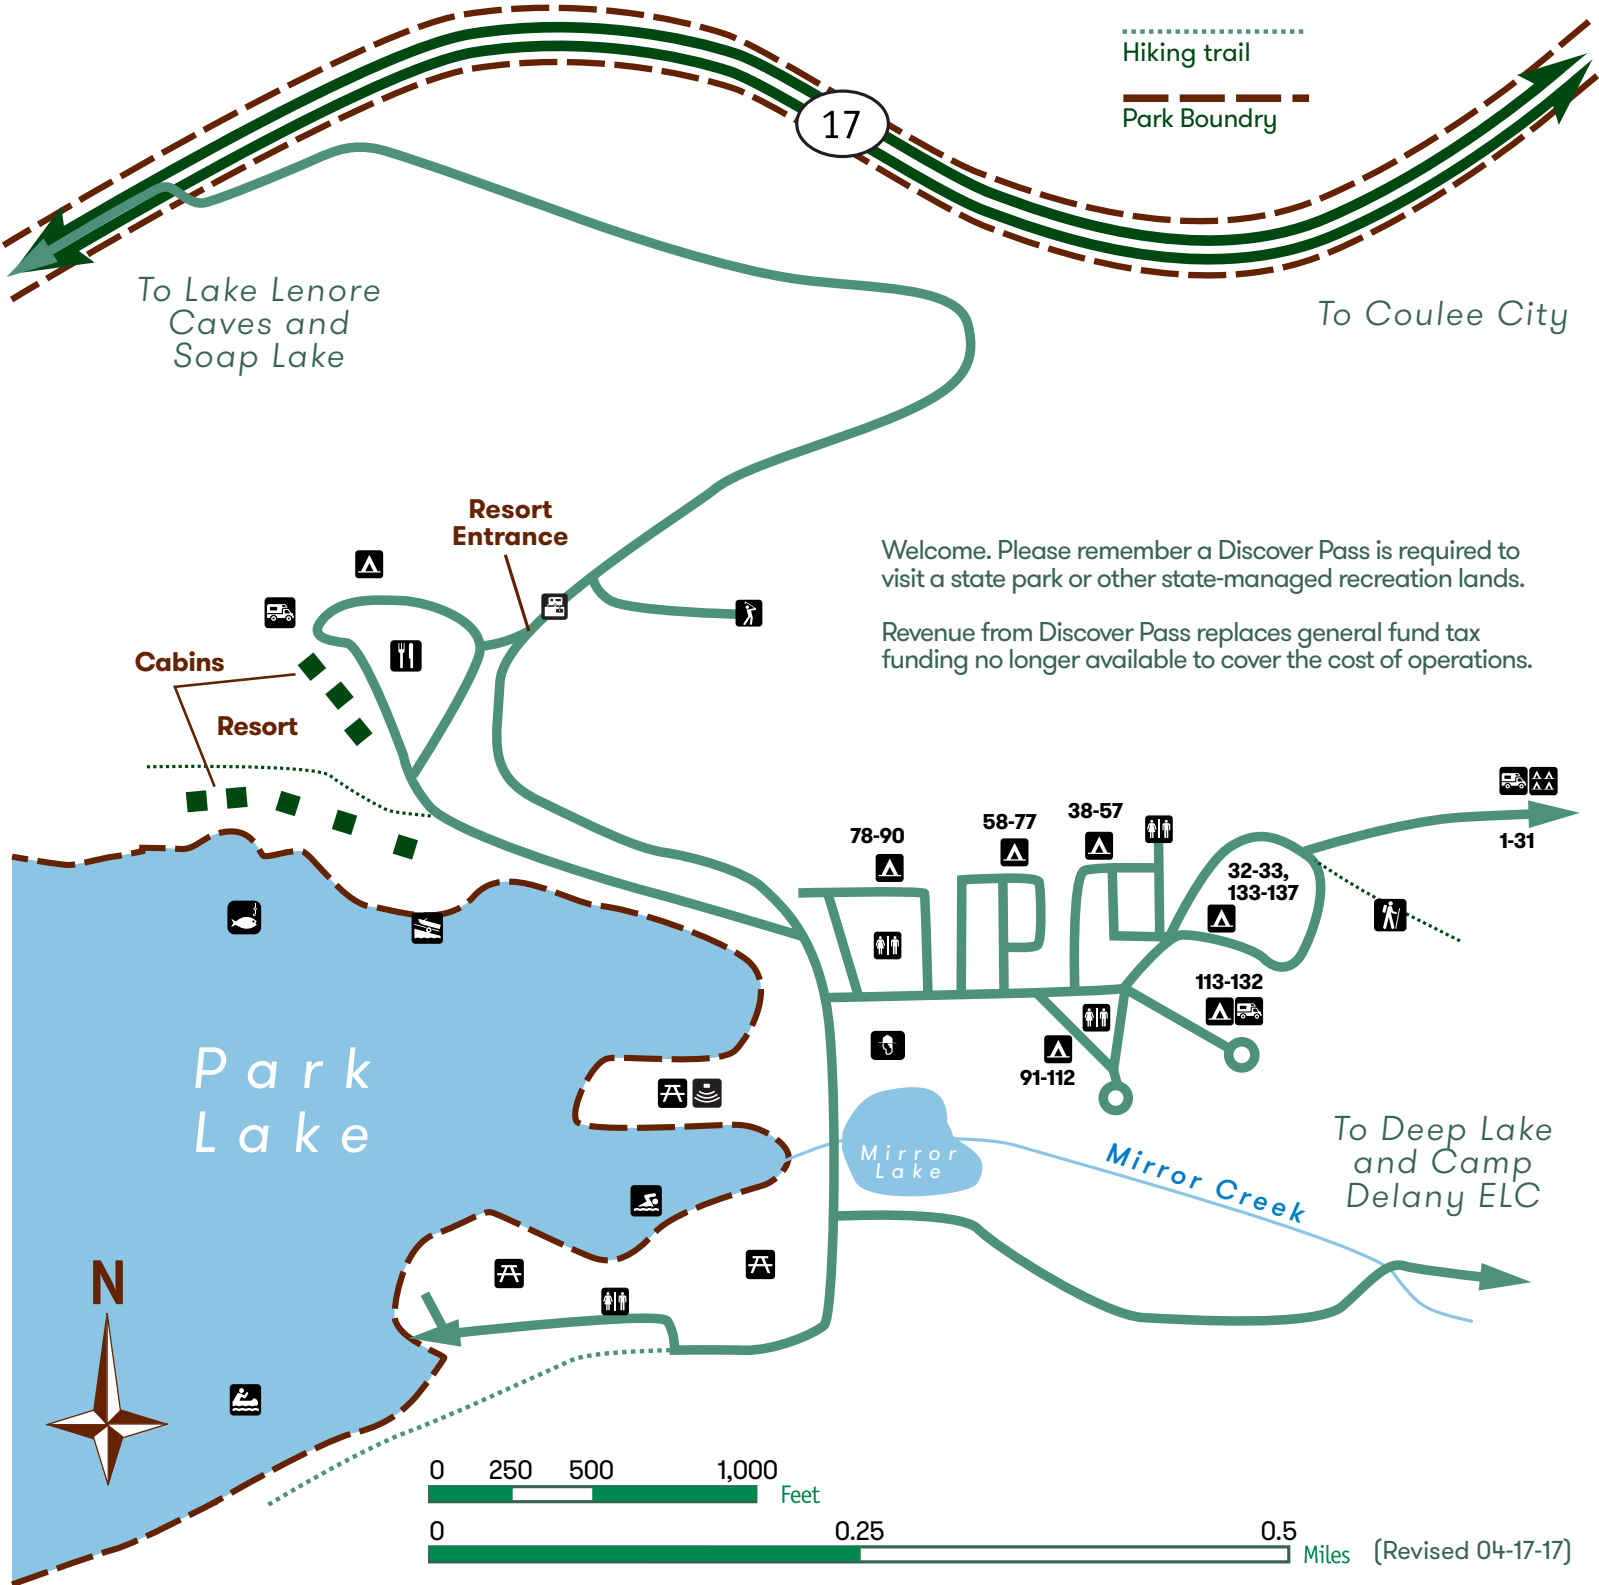 Hiking trail
Park Boundry
17
To Lake Lenore
Caves and
Soap Lake
To Coulee City
Resort
Entrance
Welcome. Please remember a Discover Pass is required to
visit a state park or other state-managed recreation lands.
Revenue from Discover Pass replaces general fund tax
funding no longer available to cover the cost of operations.
Cabins
Resort
78-90
58-77
38-57
1-31
32-33,
133-137
113-132
91-112
Park
Lake
Mirror
Lake
Mirror Creek
To Deep Lake
and Camp
Delany ELC
N
0 250 500 1,000
Feet
0 0.25 0.5
Miles
(Revised 04-17-17)